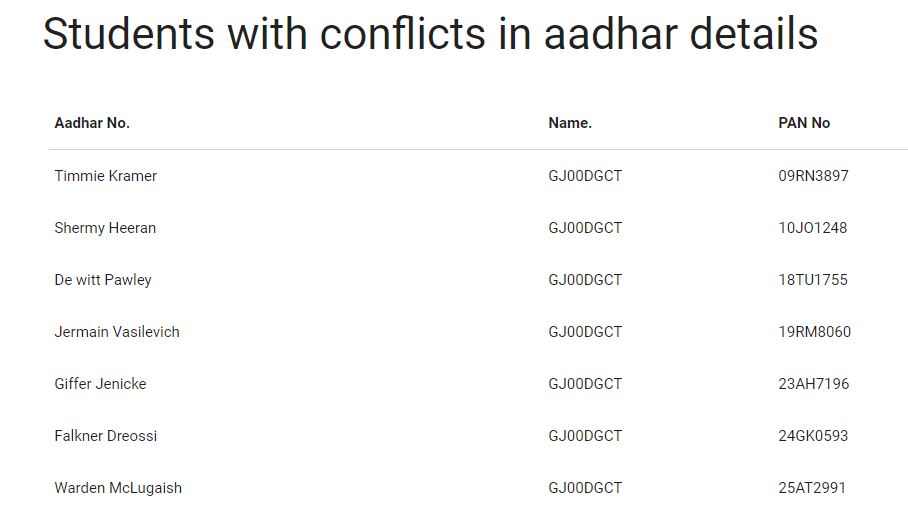 Students with conflicts in aadhar details
Aadhar No. Name. PAN No
Timmie Kramer GJ00DGCT 09RN3897
Shermy Heeran GJ00DGCT 10JO1248
De witt Pawley GJ00DGCT 18TU1755
Jermain Vasilevich GJ00DGCT 19RM8060
Giffer Jenicke GJ00DGCT 23AH7196
Falkner Dreossi GJ00DGCT 24GK0593
Warden McLugaish GJ00DGCT 25AT2991